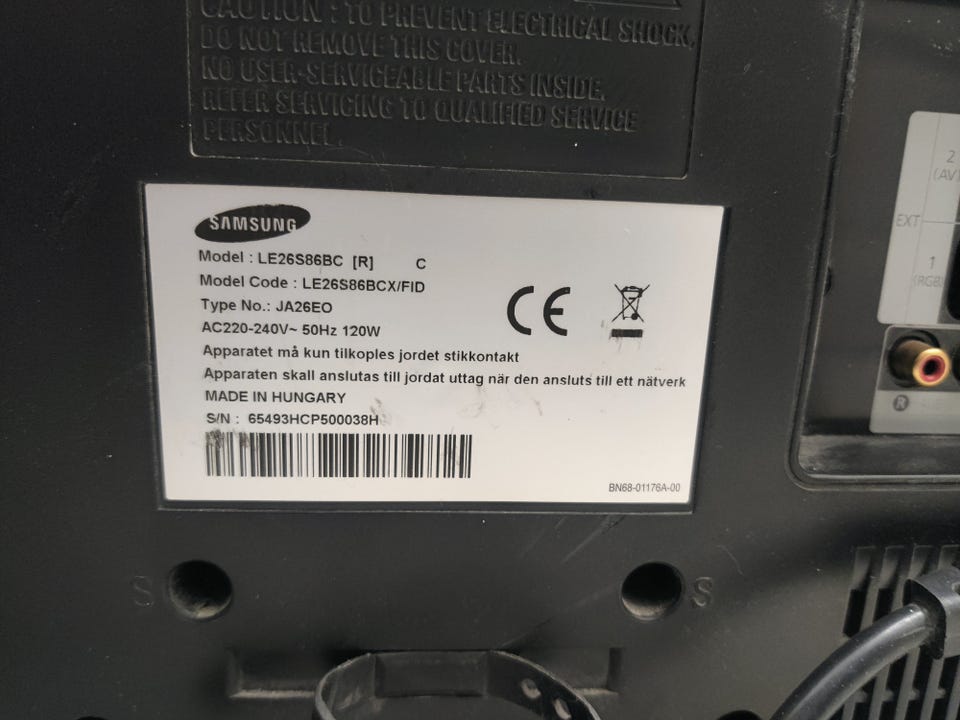 CAUTION : TO PREVENT ELECTRICAL SHOCK,
DO NOT REMOVE THIS COVER.
NO USER-SERVICEABLE PARTS INSIDE.
REFER SERVICING TO QUALIFIED SERVICE
PERSONNEL
SAMSUNG
Model : LE26S86BC [R] C
Model Code : LE26S86BCX/FID
Type No.: JA26EO
AC220-240V~ 50Hz 120W
Apparatet må kun tilkoples jordet stikkontakt
Apparaten skall anslutas till jordat uttag när den ansluts till ett nätverk
MADE IN HUNGARY
S/N : 65493HCP500038H
CE
BN68-01176A-00
2
(AV)
EXT
1
(RGB)
R
S
S